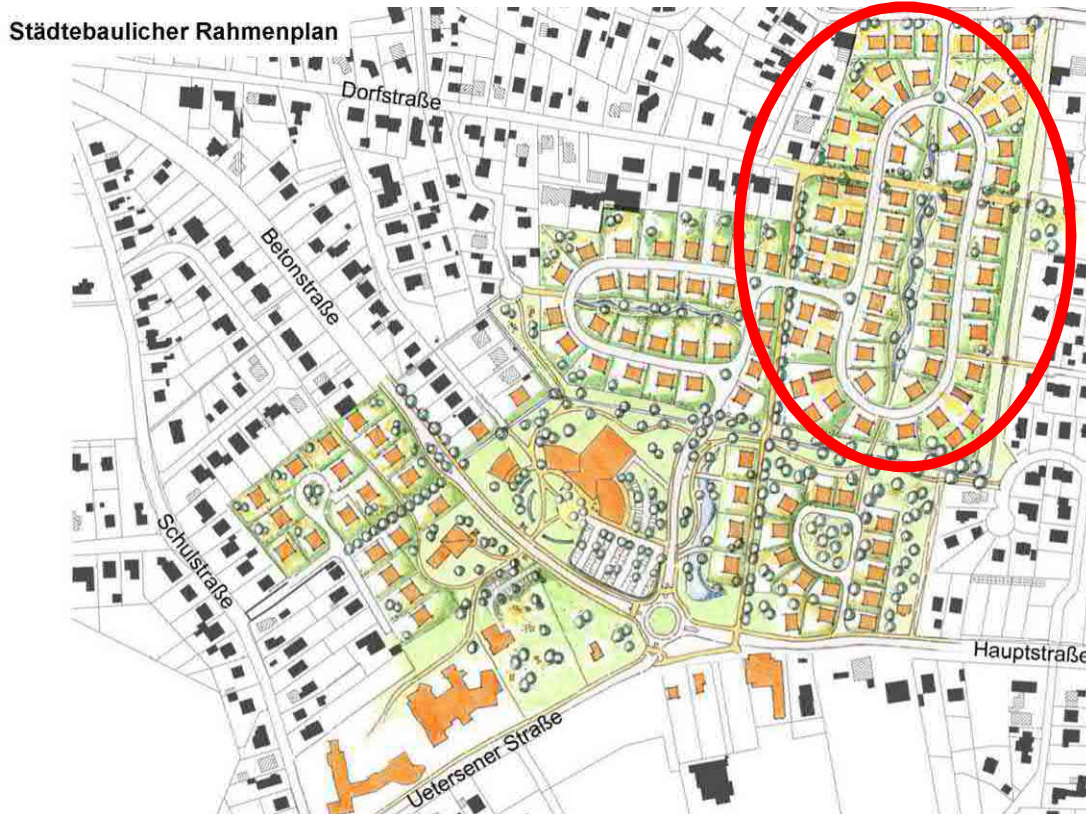 Städtebaulicher Rahmenplan
Dorfstraße
Betonstraße
Schulstraße
Hauptstraße
Uetersener Straße